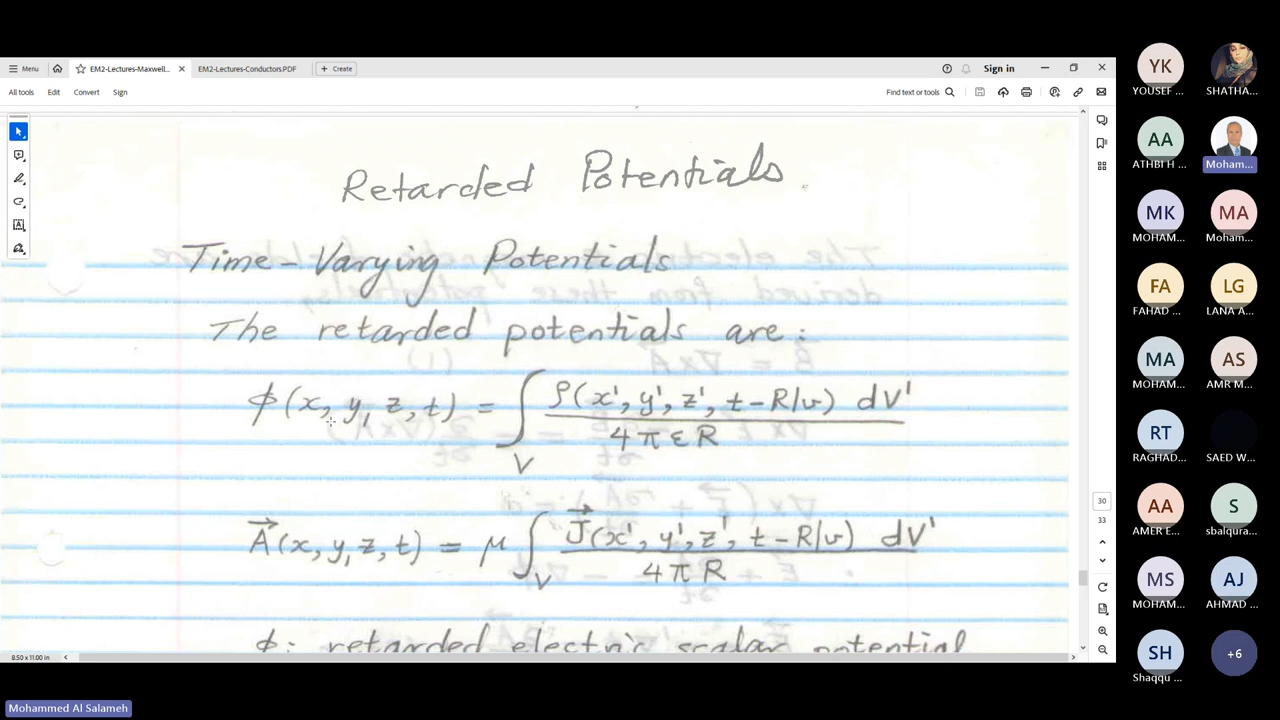 Menu
EM2-Lectures-Maxwell...
EM2-Lectures-Conductors.PDF
Create
Sign in
All tools
Edit
Convert
Sign
Find text or tools
Retarded Potentials
Time-Varying Potentials
The retarded potentials are:
φ(x, y, z, t) = ∫_V ρ(x', y', z', t-R/v) dV' / 4πεR
A⃗(x, y, z, t) = μ ∫_V J⃗(x', y', z', t-R/v) dV' / 4πR
φ: retarded electric scalar potential
8.50 x 11.00 in
30
33
YK
YOUSEF ...
SHATHA...
AA
ATHBI H ...
Moham...
MK
MOHAM...
MA
Moham...
FA
FAHAD ...
LG
LANA A...
MA
MOHAM...
AS
AMR M...
RT
RAGHAD...
SAED W...
AA
AMER E...
S
sbalqura...
MS
MOHAM...
AJ
AHMAD ...
SH
Shaqqu ...
+6
Mohammed Al Salameh